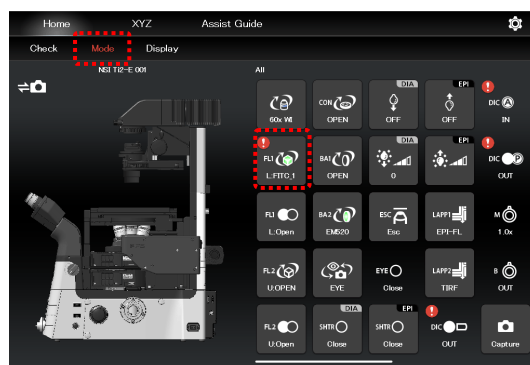 Home XYZ Assist Guide
Check Mode Display
NSI Ti2-E 001
All
60x WI
CON
OPEN
DIA
OFF
EPI
OFF
DIC
IN
FL1
L:FITC_1
BA1
OPEN
DIA
0
EPI
DIC
OUT
FL1
L:Open
BA2
EM520
ESC
Esc
LAPP1
EPI-FL
M
1.0x
FL2
U:OPEN
EYE
EYE
Close
LAPP2
TIRF
B
OUT
FL2
U:Open
DIA
SHTR
Close
EPI
SHTR
Close
DIC
OUT
Capture